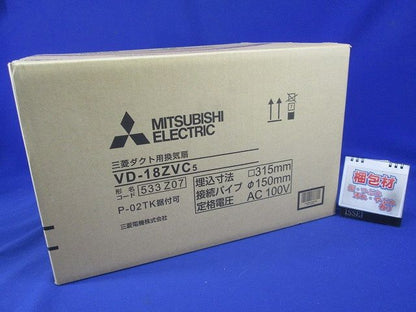 MITSUBISHI
ELECTRIC
三菱ダクト用換気扇
VD-18ZVC5
形名コード 533 Z07
P-02TK据付可
三菱電機株式会社
埋込寸法 □315mm
接続パイプ φ150mm
定格電圧 AC 100V
梱包材
ISSEI